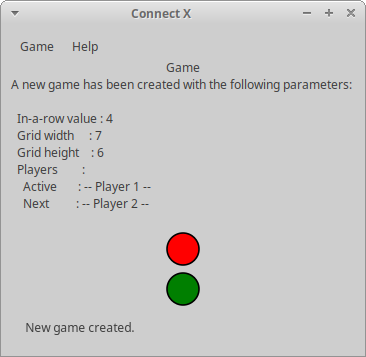 Connect X
Game Help
Game
A new game has been created with the following parameters:
In-a-row value : 4
Grid width : 7
Grid height : 6
Players :
Active : -- Player 1 --
Next : -- Player 2 --
New game created.